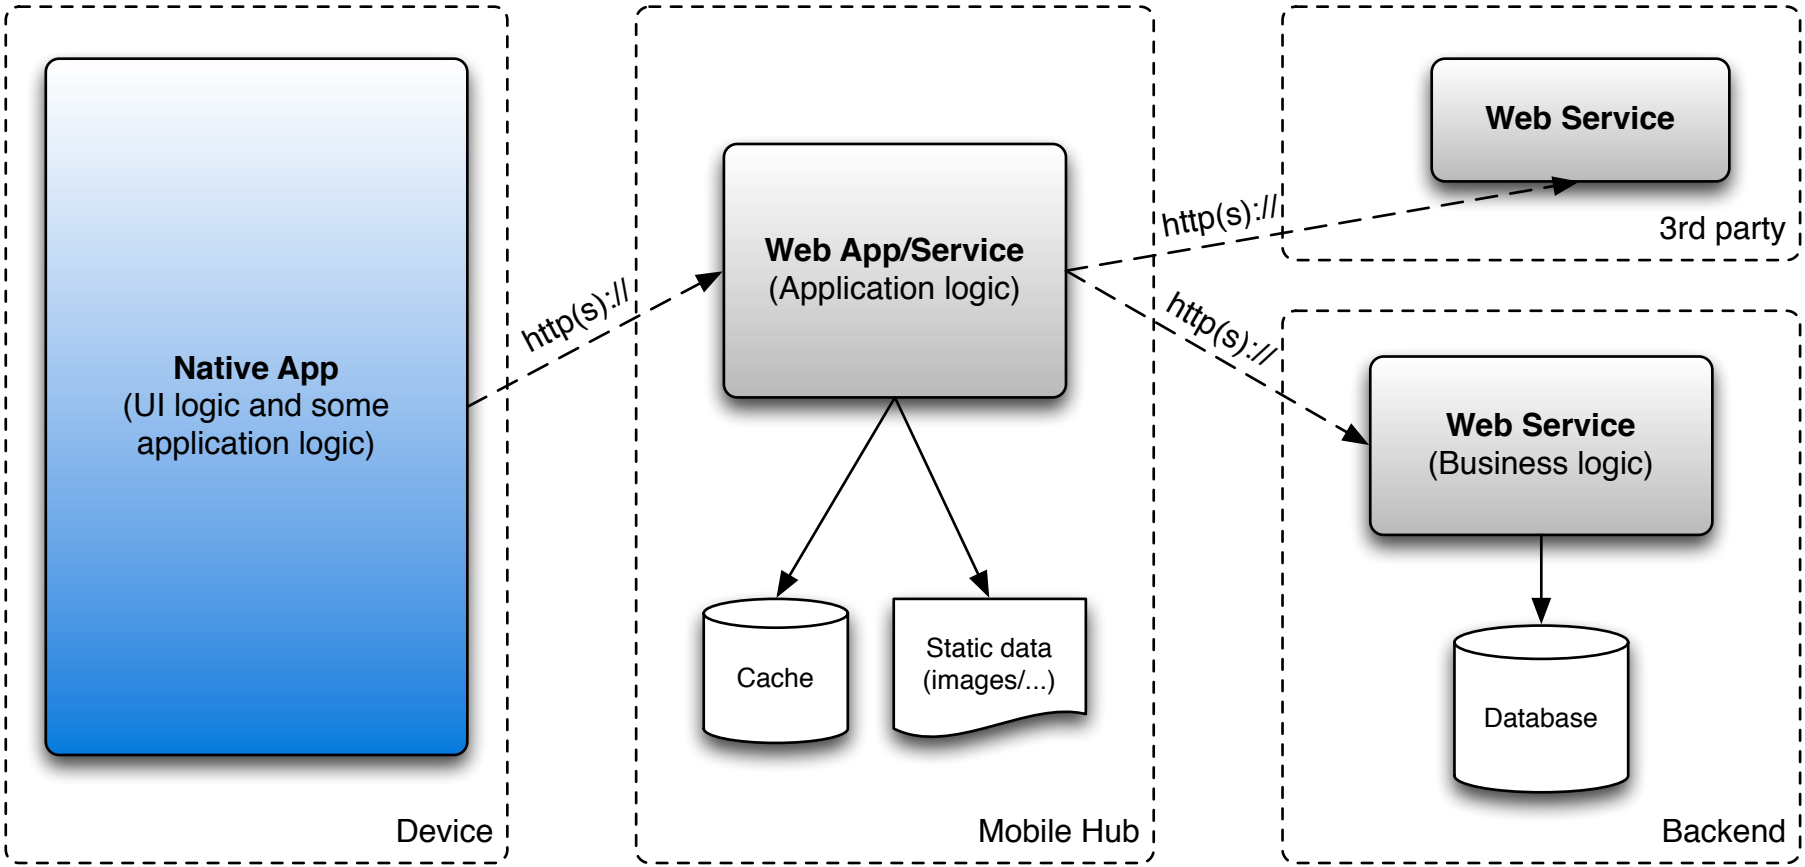 Native App
(UI logic and some
application logic)
Device
http(s)://
Web App/Service
(Application logic)
Cache
Static data
(images/...)
Mobile Hub
http(s)://
http(s)://
Web Service
3rd party
Web Service
(Business logic)
Database
Backend